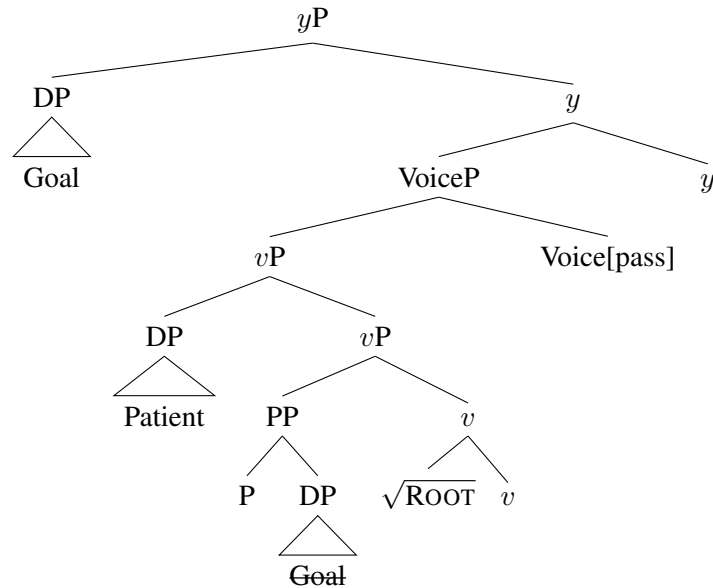 yP
DP y
Goal VoiceP y
vP Voice[pass]
DP vP
Patient PP v
P DP √ROOT v
Goal